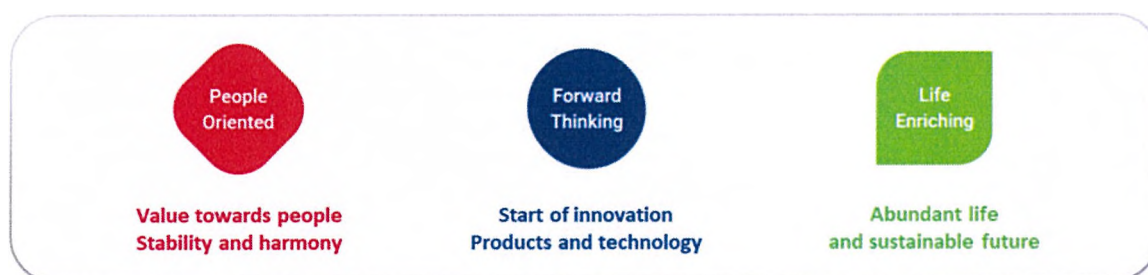 People
Oriented
Value towards people
Stability and harmony
Forward
Thinking
Start of innovation
Products and technology
Life
Enriching
Abundant life
and sustainable future